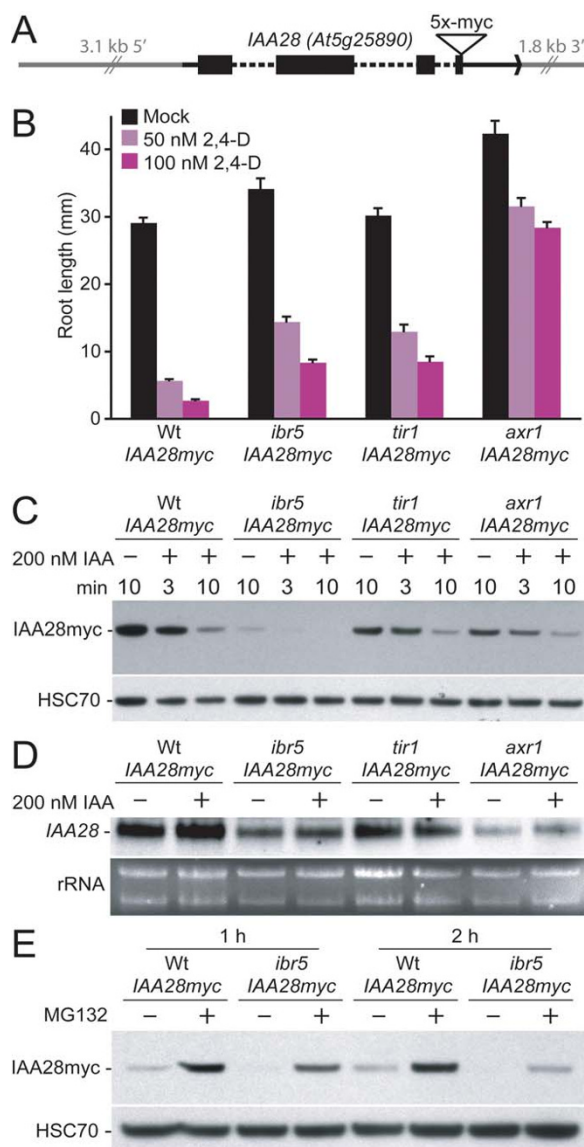 A
5x-myc
3.1 kb 5’ IAA28 (At5g25890) 1.8 kb 3’
B
Mock
50 nM 2,4-D
100 nM 2,4-D
Root length (mm)
40
30
20
10
0
Wt ibr5 tir1 axr1
IAA28myc IAA28myc IAA28myc IAA28myc
C
Wt ibr5 tir1 axr1
IAA28myc IAA28myc IAA28myc IAA28myc
200 nM IAA − + + − + + − + + − + +
min 10 3 10 10 3 10 10 3 10 10 3 10
IAA28myc -
HSC70 -
D
Wt ibr5 tir1 axr1
IAA28myc IAA28myc IAA28myc IAA28myc
200 nM IAA − + − + − + − +
IAA28 -
rRNA
E
1 h 2 h
Wt ibr5 Wt ibr5
IAA28myc IAA28myc IAA28myc IAA28myc
MG132 − + − + − + − +
IAA28myc -
HSC70 -